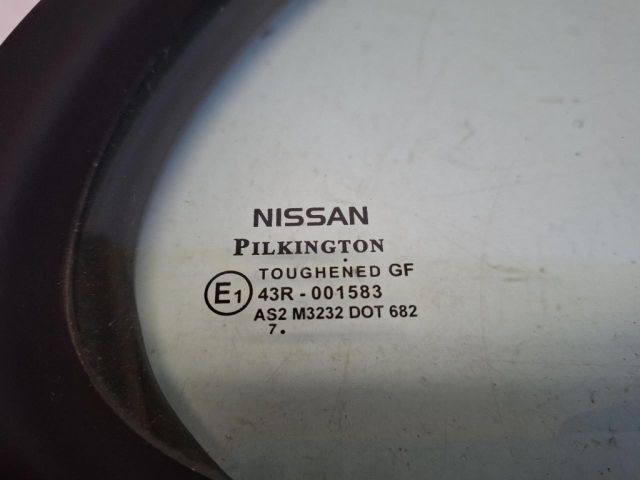 NISSAN
PILKINGTON
TOUGHENED GF
E1 43R - 001583
AS2 M3232 DOT 682
7.